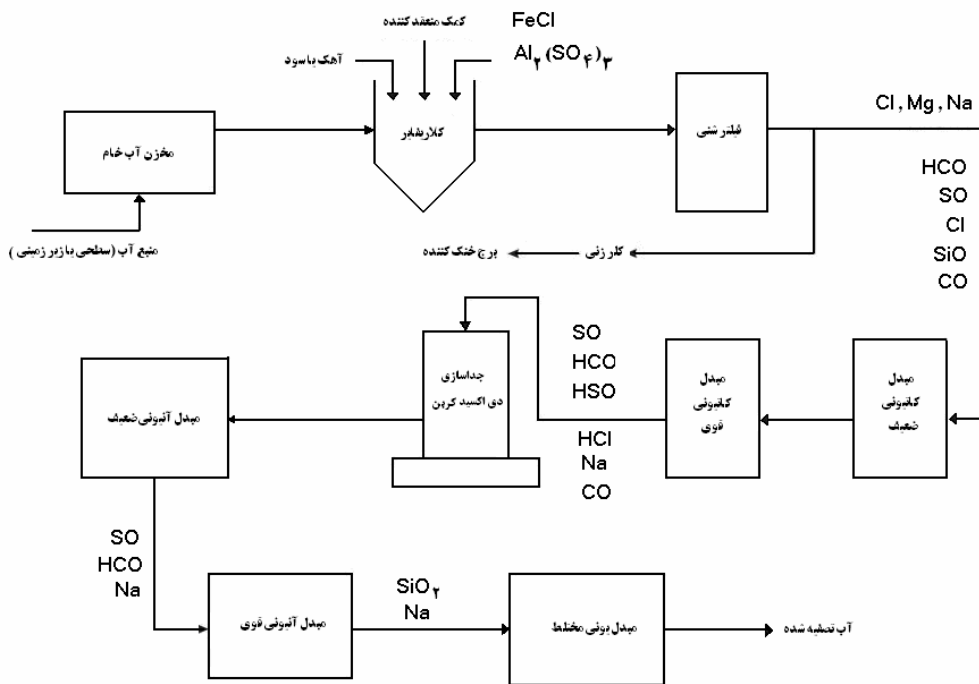 کمک منعقد کننده
FeCl
آهک یا سود
Al۲(SO۴)۳
مخزن آب خام
کلاریفایر
فیلتر شنی
Cl , Mg , Na
HCO
SO
Cl
SiO
CO
منبع آب (سطحی یا زیر زمینی)
برج خنک کننده
کلر زنی
مبدل
کاتیونی
ضعیف
مبدل
کاتیونی
قوی
SO
HCO
HSO
HCl
Na
CO
جداسازی
دی اکسید کربن
مبدل آنیونی ضعیف
SO
HCO
Na
مبدل آنیونی قوی
SiO۲
Na
مبدل یونی مختلط
آب تصفیه شده